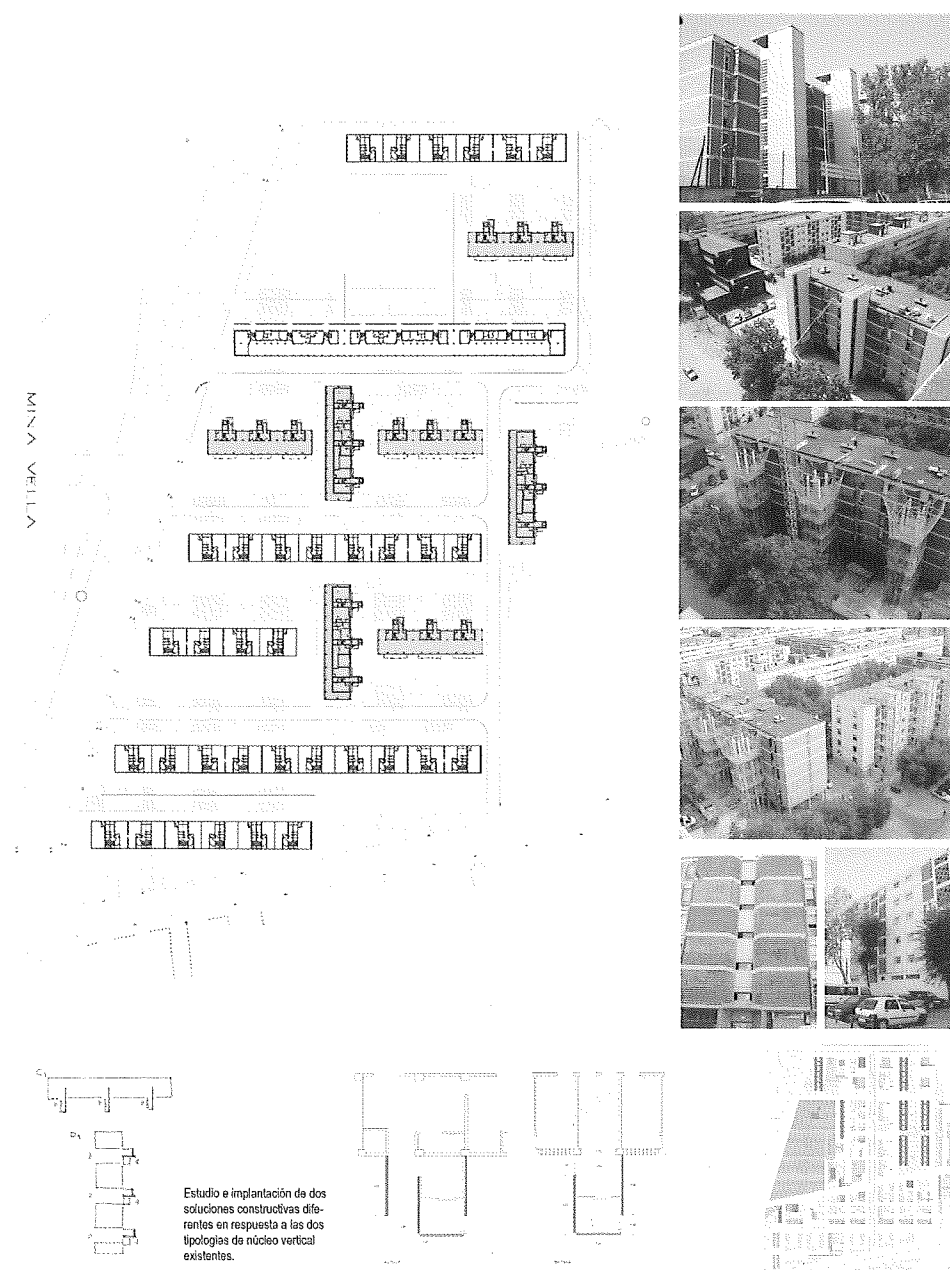 MINA VELLA
Estudio e implantación de dos
soluciones constructivas dife-
rentes en respuesta a las dos
tipologías de núcleo vertical
existentes.